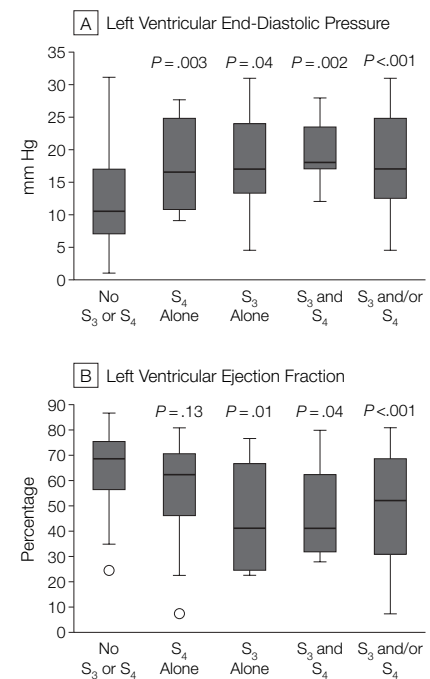 A Left Ventricular End-Diastolic Pressure
35
30
25
20
15
10
5
0
mm Hg
P=.003 P=.04 P=.002 P<.001
No S₃ or S₄
S₄ Alone
S₃ Alone
S₃ and S₄
S₃ and/or S₄
B Left Ventricular Ejection Fraction
90
80
70
60
50
40
30
20
10
0
Percentage
P=.13 P=.01 P=.04 P<.001
No S₃ or S₄
S₄ Alone
S₃ Alone
S₃ and S₄
S₃ and/or S₄